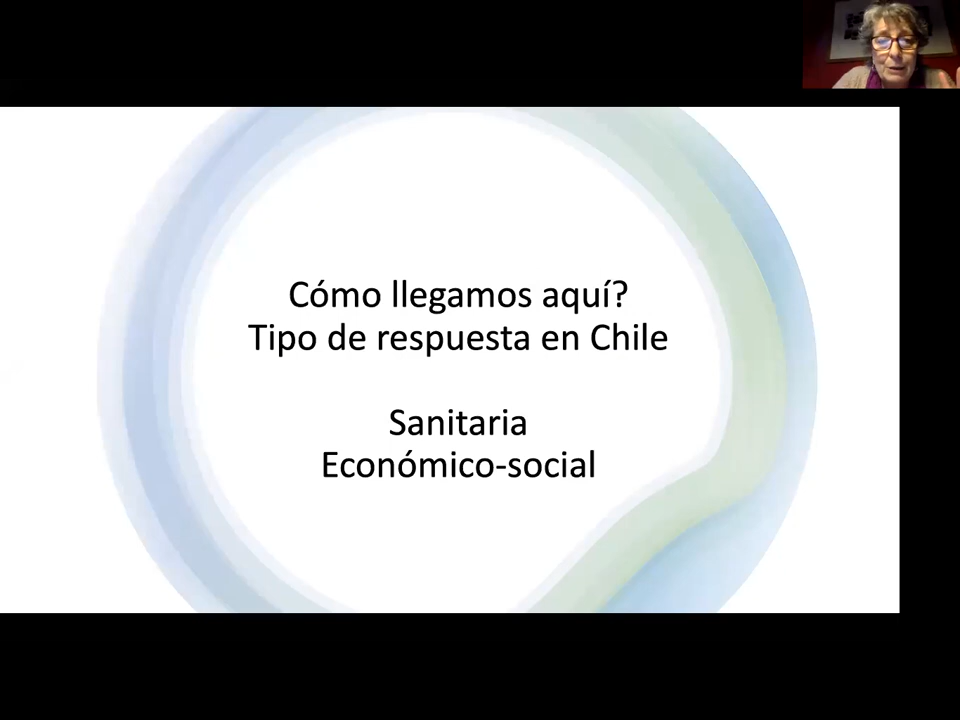 Cómo llegamos aquí?
Tipo de respuesta en Chile
Sanitaria
Económico-social